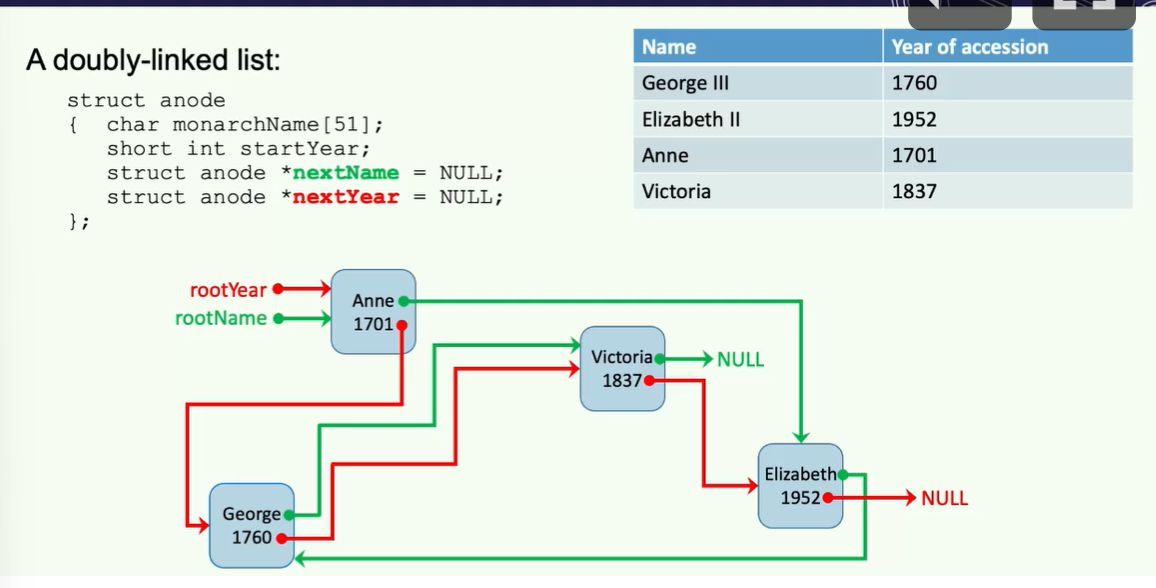 A doubly-linked list:
struct anode
{ char monarchName[51];
short int startYear;
struct anode *nextName = NULL;
struct anode *nextYear = NULL;
};
Name Year of accession
George III 1760
Elizabeth II 1952
Anne 1701
Victoria 1837
rootYear
rootName
Anne
1701
Victoria
1837
NULL
Elizabeth
1952
NULL
George
1760